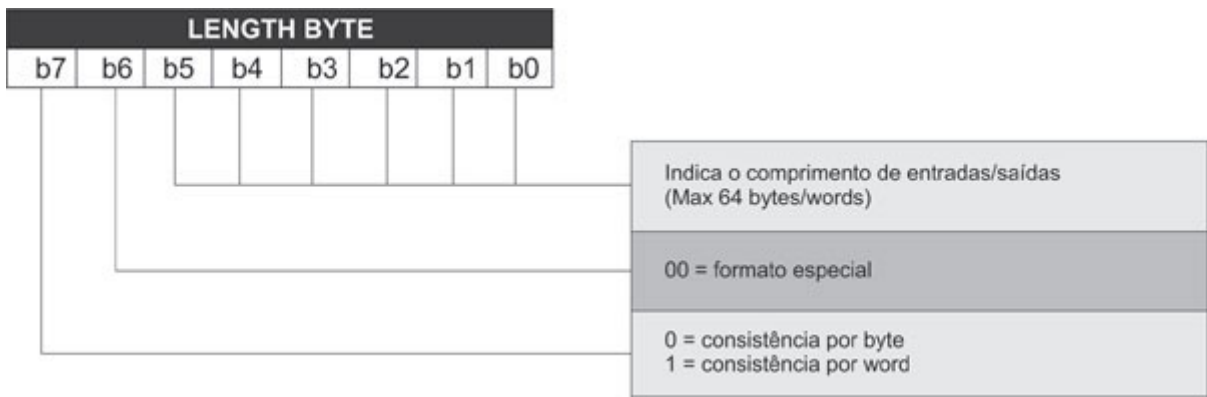 LENGTH BYTE
b7 b6 b5 b4 b3 b2 b1 b0
Indica o comprimento de entradas/saídas
(Max 64 bytes/words)
00 = formato especial
0 = consistência por byte
1 = consistência por word